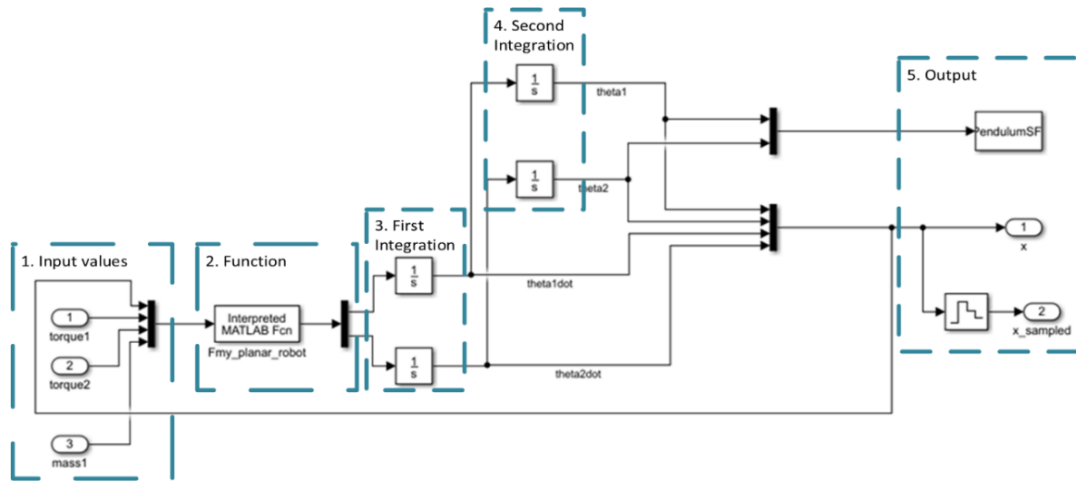 4. Second
Integration
1
s
theta1
1
s
theta2
5. Output
PendulumSF
1
x
2
x_sampled
3. First
Integration
1
s
theta1dot
1
s
theta2dot
1. Input values
1
torque1
2
torque2
3
mass1
2. Function
Interpreted
MATLAB Fcn
Fmy_planar_robot